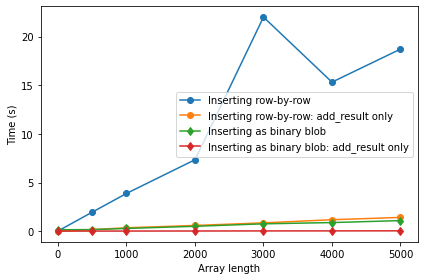 20
15
10
5
0
Time (s)
Inserting row-by-row
Inserting row-by-row: add_result only
Inserting as binary blob
Inserting as binary blob: add_result only
0 1000 2000 3000 4000 5000
Array length